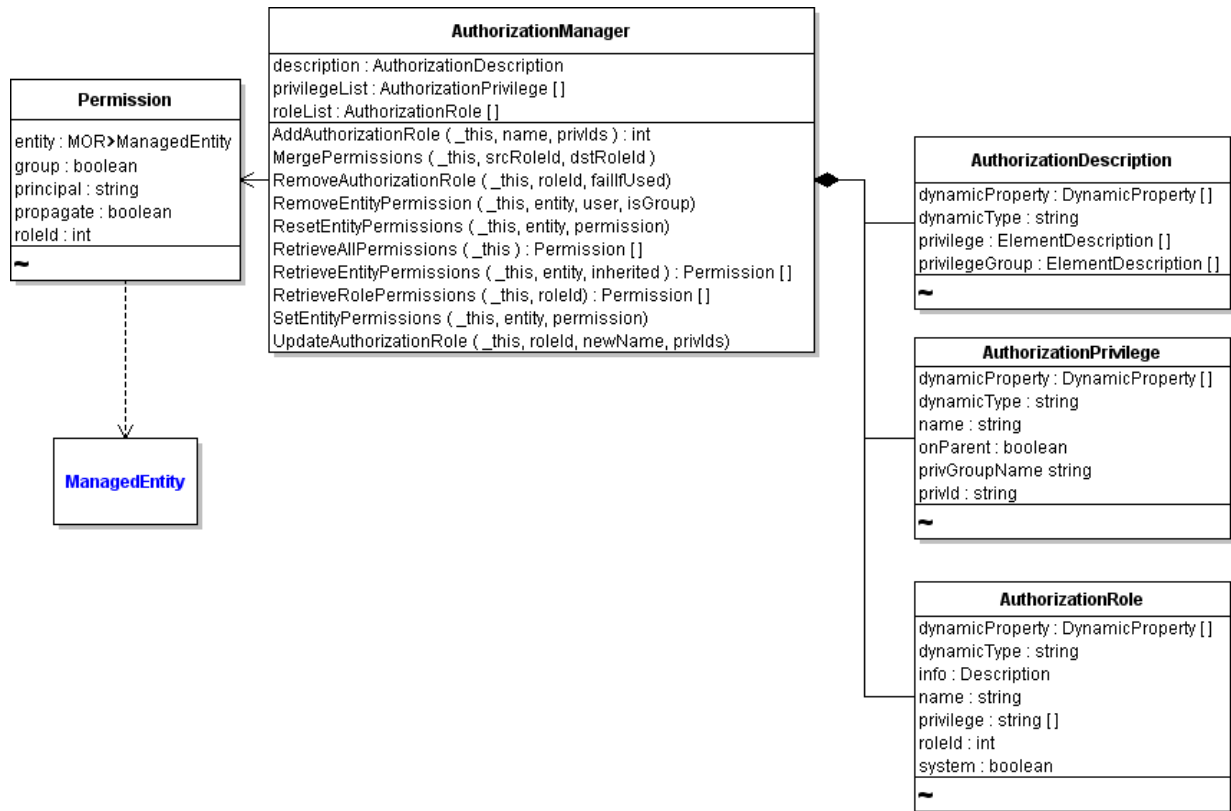 AuthorizationManager
description : AuthorizationDescription
privilegeList : AuthorizationPrivilege [ ]
roleList : AuthorizationRole [ ]
AddAuthorizationRole ( _this, name, privIds ) : int
MergePermissions ( _this, srcRoleId, dstRoleId )
RemoveAuthorizationRole ( _this, roleId, failIfUsed)
RemoveEntityPermission ( _this, entity, user, isGroup)
ResetEntityPermissions ( _this, entity, permission)
RetrieveAllPermissions ( _this ) : Permission [ ]
RetrieveEntityPermissions ( _this, entity, inherited ) : Permission [ ]
RetrieveRolePermissions ( _this, roleId) : Permission [ ]
SetEntityPermissions ( _this, entity, permission)
UpdateAuthorizationRole ( _this, roleId, newName, privIds)
Permission
entity : MOR>ManagedEntity
group : boolean
principal : string
propagate : boolean
roleId : int
~
ManagedEntity
AuthorizationDescription
dynamicProperty : DynamicProperty [ ]
dynamicType : string
privilege : ElementDescription [ ]
privilegeGroup : ElementDescription [ ]
~
AuthorizationPrivilege
dynamicProperty : DynamicProperty [ ]
dynamicType : string
name : string
onParent : boolean
privGroupName string
privId : string
~
AuthorizationRole
dynamicProperty : DynamicProperty [ ]
dynamicType : string
info : Description
name : string
privilege : string [ ]
roleId : int
system : boolean
~